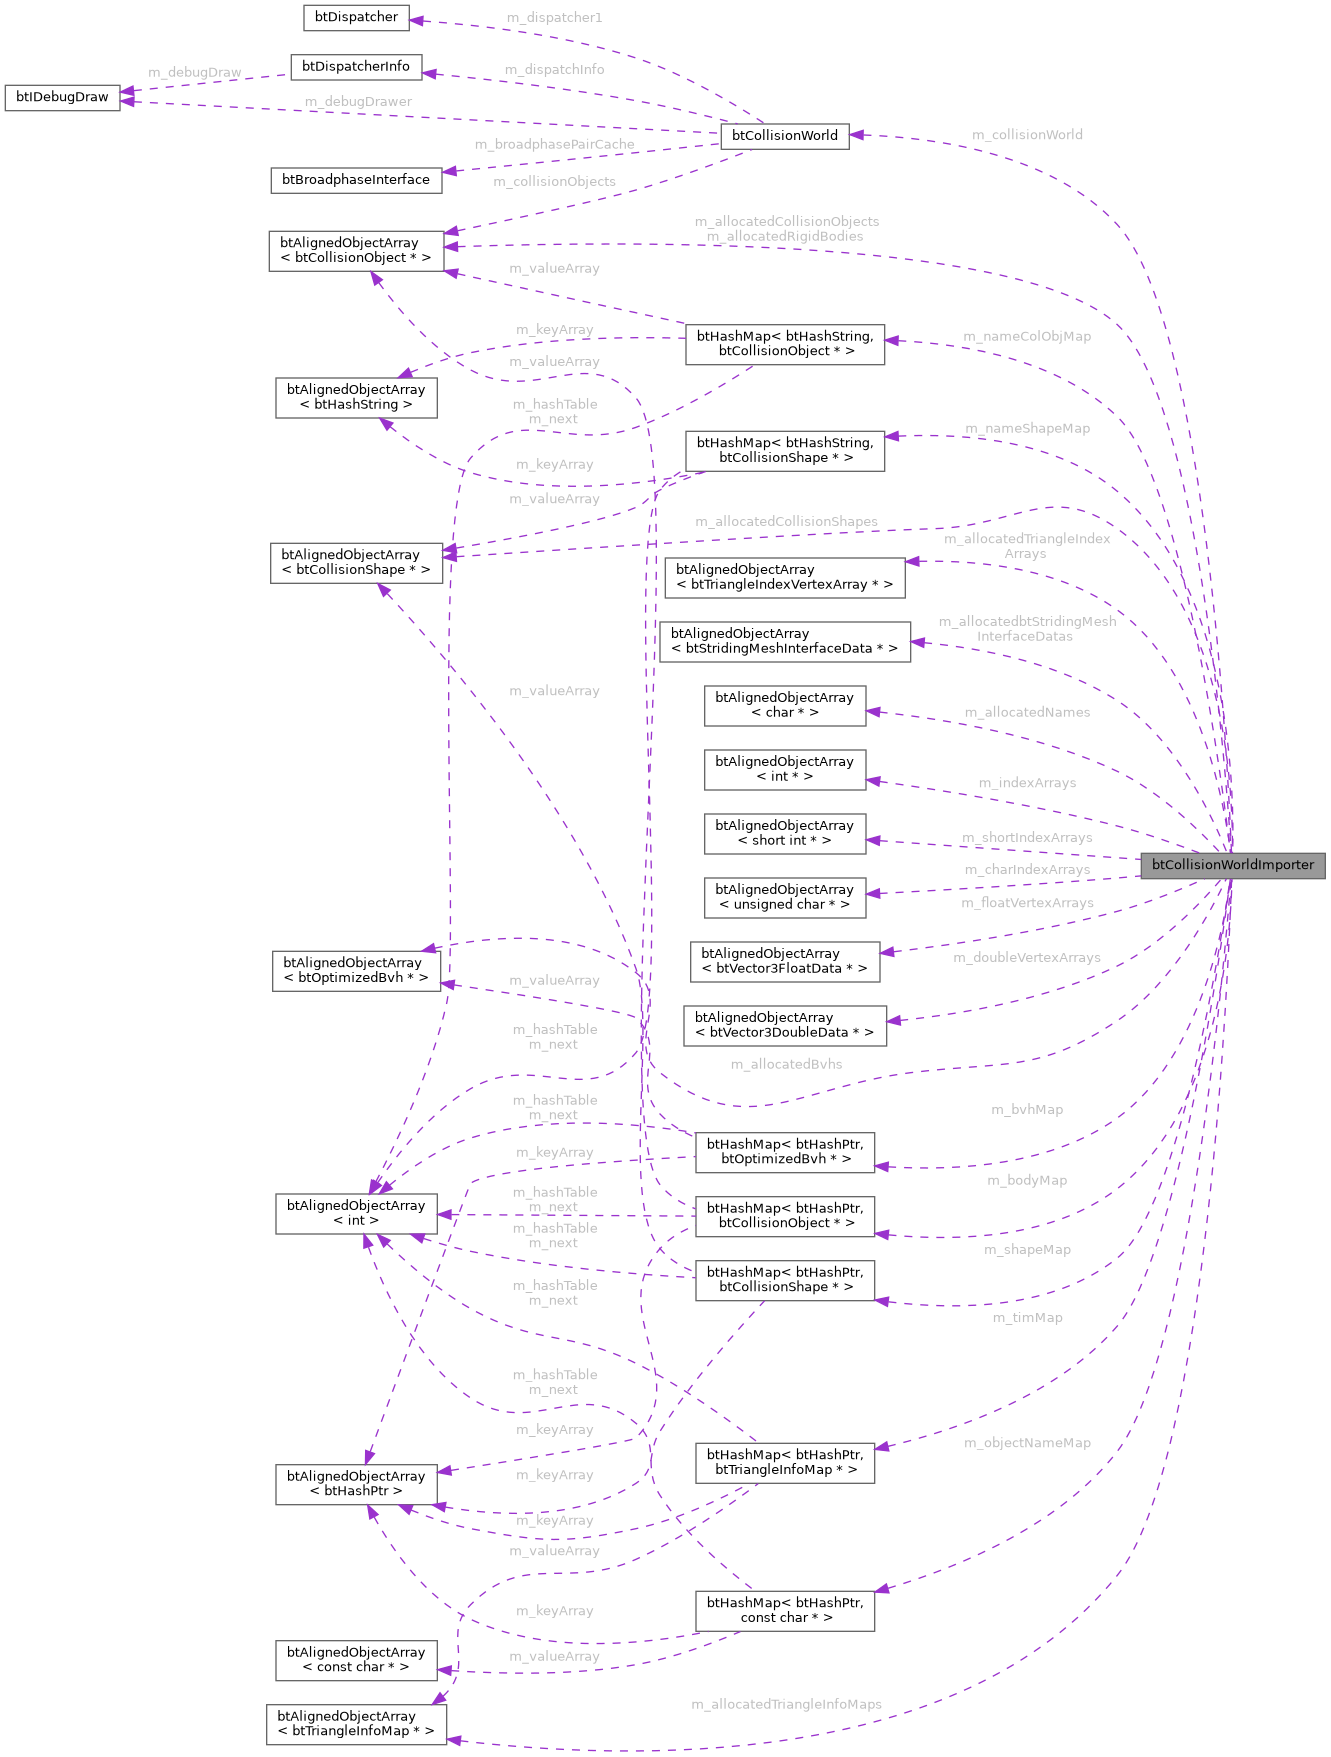 btDispatcher
m_dispatcher1
btDispatcherInfo
m_dispatchInfo
m_debugDraw
btIDebugDraw
m_debugDrawer
btCollisionWorld
m_collisionWorld
m_broadphasePairCache
btBroadphaseInterface
m_collisionObjects
m_allocatedCollisionObjects
m_allocatedRigidBodies
btAlignedObjectArray
< btCollisionObject * >
m_valueArray
m_keyArray
btHashMap< btHashString,
btCollisionObject * >
m_nameColObjMap
m_valueArray
btAlignedObjectArray
< btHashString >
m_hashTable
m_next
m_nameShapeMap
btHashMap< btHashString,
btCollisionShape * >
m_keyArray
m_valueArray
m_allocatedCollisionShapes
m_allocatedTriangleIndex
Arrays
btAlignedObjectArray
< btCollisionShape * >
btAlignedObjectArray
< btTriangleIndexVertexArray * >
m_allocatedbtStridingMesh
InterfaceDatas
btAlignedObjectArray
< btStridingMeshInterfaceData * >
m_valueArray
btAlignedObjectArray
< char * >
m_allocatedNames
btAlignedObjectArray
< int * >
m_indexArrays
btAlignedObjectArray
< short int * >
m_shortIndexArrays
btCollisionWorldImporter
m_charIndexArrays
btAlignedObjectArray
< unsigned char * >
m_floatVertexArrays
btAlignedObjectArray
< btVector3FloatData * >
m_doubleVertexArrays
btAlignedObjectArray
< btOptimizedBvh * >
m_valueArray
btAlignedObjectArray
< btVector3DoubleData * >
m_hashTable
m_next
m_allocatedBvhs
m_hashTable
m_next
m_bvhMap
btHashMap< btHashPtr,
btOptimizedBvh * >
m_keyArray
m_bodyMap
m_hashTable
m_next
btAlignedObjectArray
< int >
btHashMap< btHashPtr,
btCollisionObject * >
m_hashTable
m_next
m_shapeMap
btHashMap< btHashPtr,
btCollisionShape * >
m_hashTable
m_next
m_timMap
m_hashTable
m_next
m_keyArray
m_objectNameMap
btHashMap< btHashPtr,
btTriangleInfoMap * >
m_keyArray
btAlignedObjectArray
< btHashPtr >
m_keyArray
m_valueArray
btHashMap< btHashPtr,
const char * >
m_keyArray
btAlignedObjectArray
< const char * >
m_valueArray
m_allocatedTriangleInfoMaps
btAlignedObjectArray
< btTriangleInfoMap * >